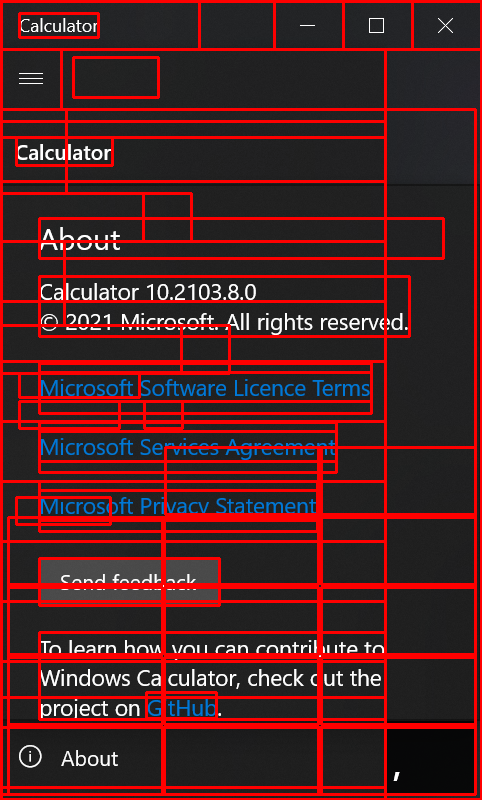 Calculator
Calculator
About
Calculator 10.2103.8.0
© 2021 Microsoft. All rights reserved.
Microsoft Software Licence Terms
Microsoft Services Agreement
Microsoft Privacy Statement
Send feedback
To learn how you can contribute to
Windows Calculator, check out the
project on GitHub.
About
,